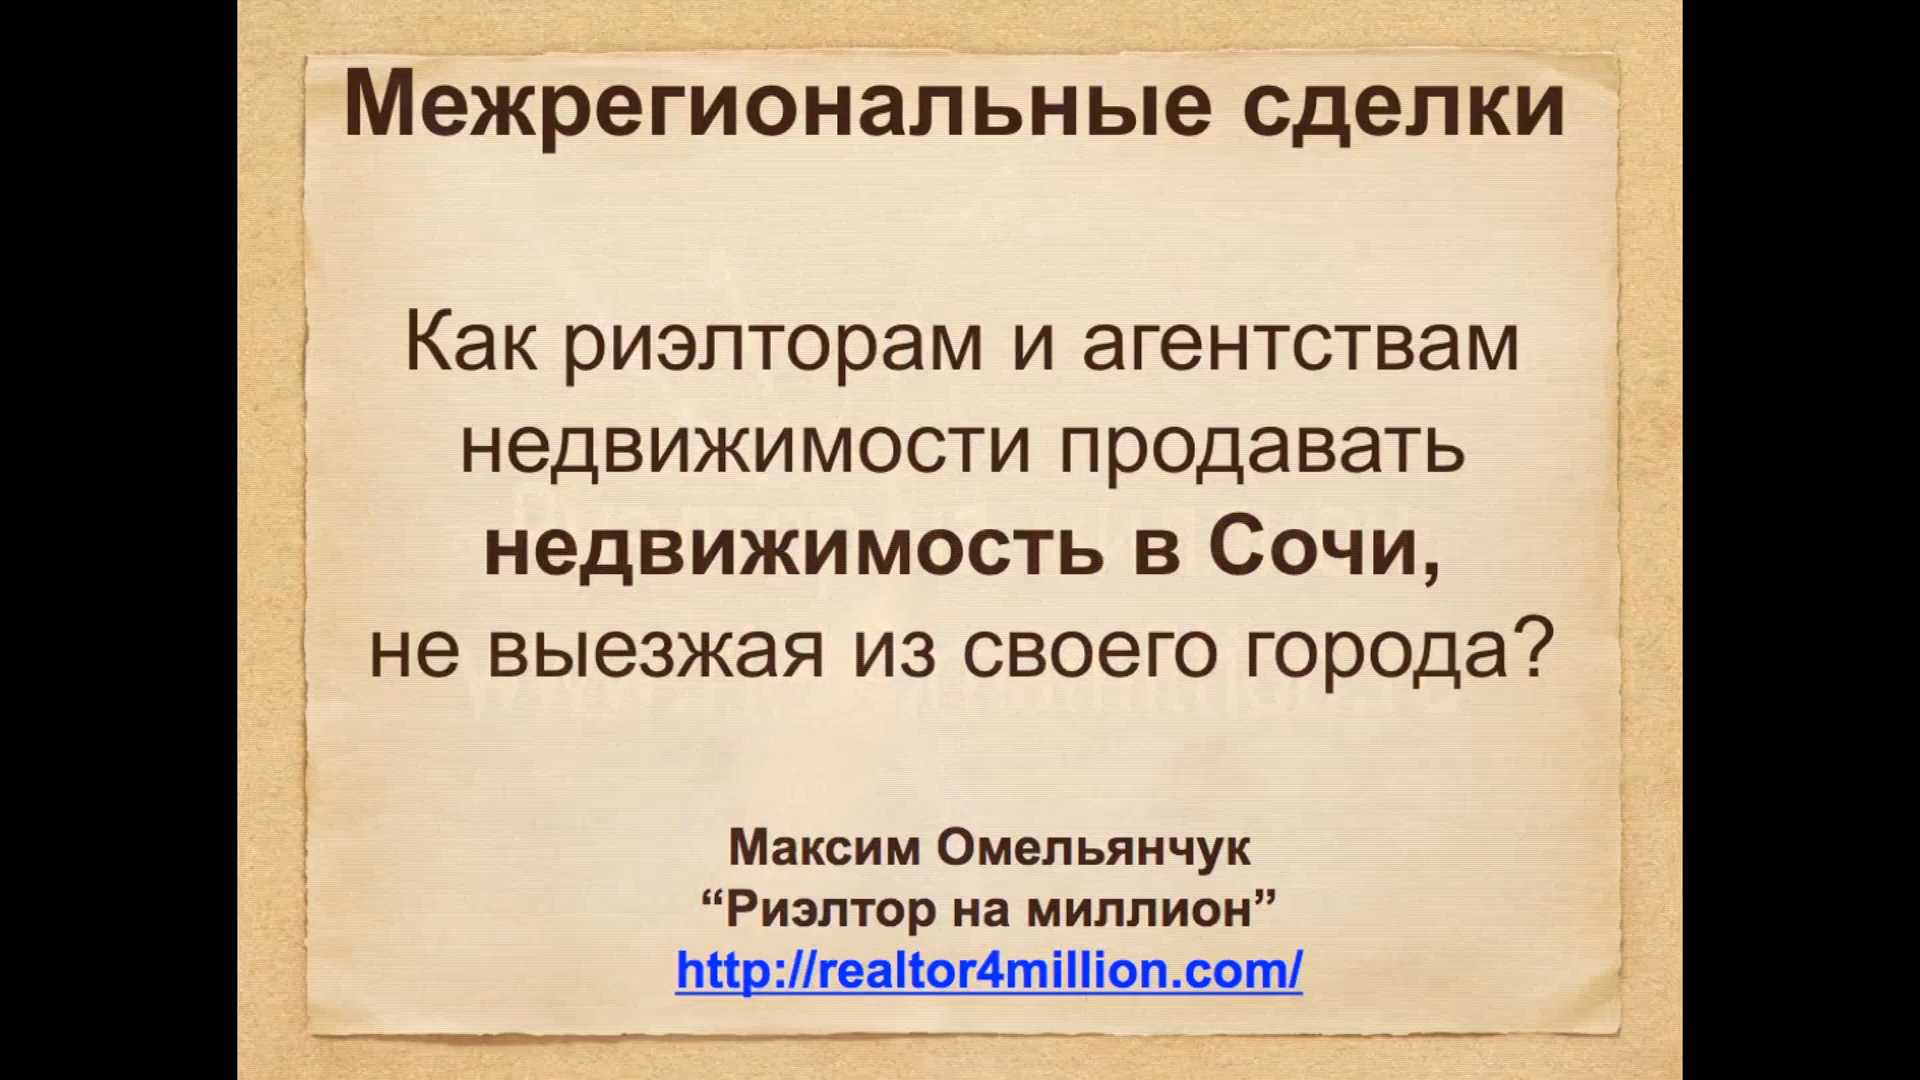 Межрегиональные сделки
Как риэлторам и агентствам
недвижимости продавать
недвижимость в Сочи,
не выезжая из своего города?
Максим Омельянчук
“Риэлтор на миллион”
http://realtor4million.com/